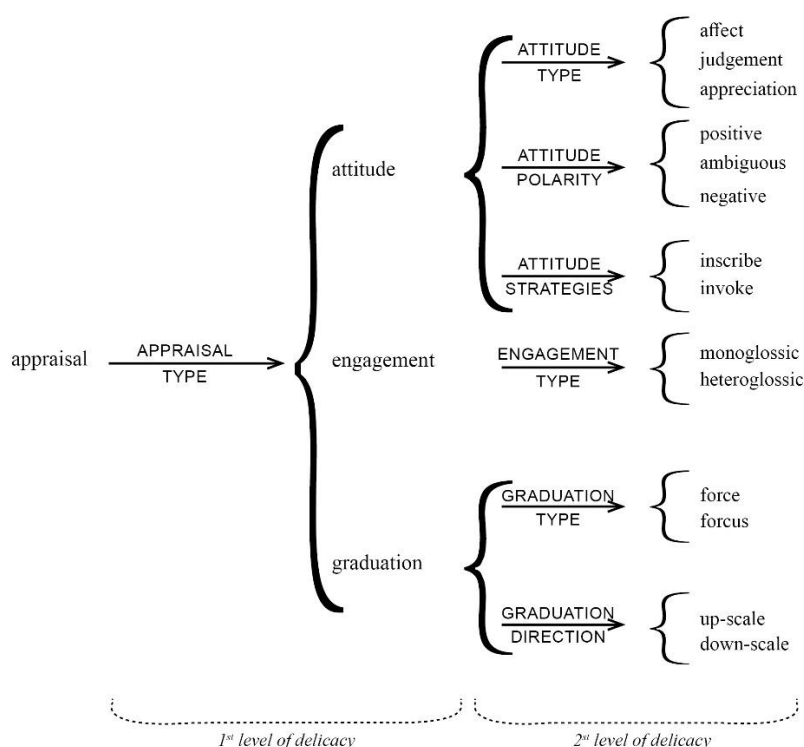 appraisal
APPRAISAL
TYPE
attitude
engagement
graduation
ATTITUDE
TYPE
affect
judgement
appreciation
ATTITUDE
POLARITY
positive
ambiguous
negative
ATTITUDE
STRATEGIES
inscribe
invoke
ENGAGEMENT
TYPE
monoglossic
heteroglossic
GRADUATION
TYPE
force
forcus
GRADUATION
DIRECTION
up-scale
down-scale
1st level of delicacy
2st level of delicacy